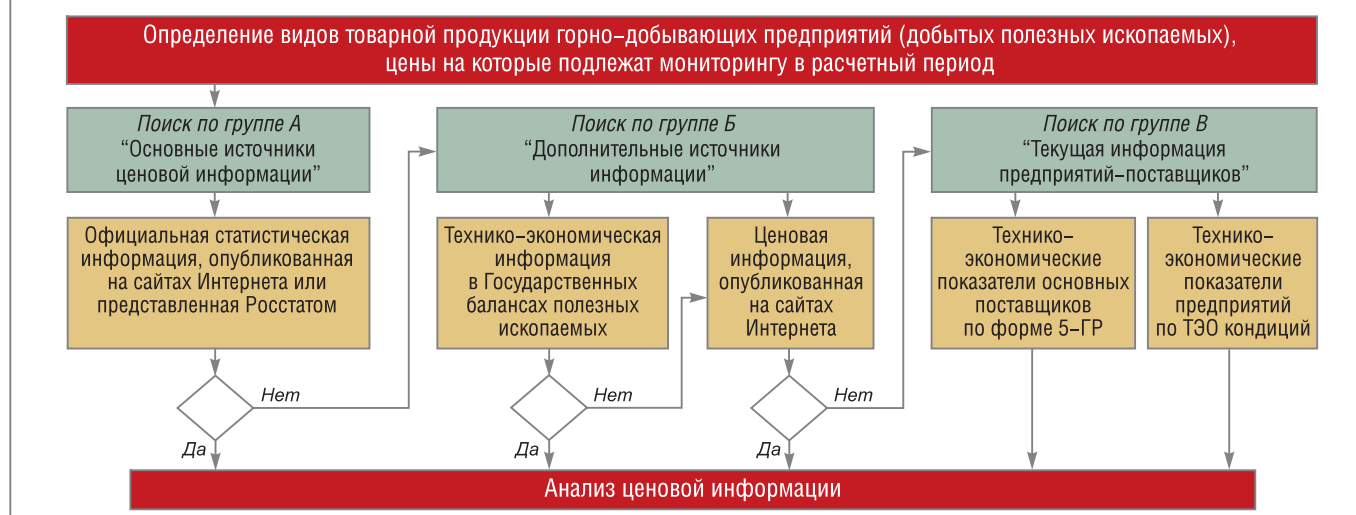 Определение видов товарной продукции горно–добывающих предприятий (добытых полезных ископаемых),
цены на которые подлежат мониторингу в расчетный период
Поиск по группе А
“Основные источники
ценовой информации”
Поиск по группе Б
“Дополнительные источники
информации”
Поиск по группе В
“Текущая информация
предприятий–поставщиков”
Официальная статистическая
информация, опубликованная
на сайтах Интернета или
представленная Росстатом
Технико–экономическая
информация
в Государственных
балансах полезных
ископаемых
Ценовая
информация,
опубликованная
на сайтах
Интернета
Технико–
экономические
показатели основных
поставщиков
по форме 5–ГР
Технико–
экономические
показатели
предприятий
по ТЭО кондиций
Нет
Нет
Нет
Да
Да
Да
Анализ ценовой информации